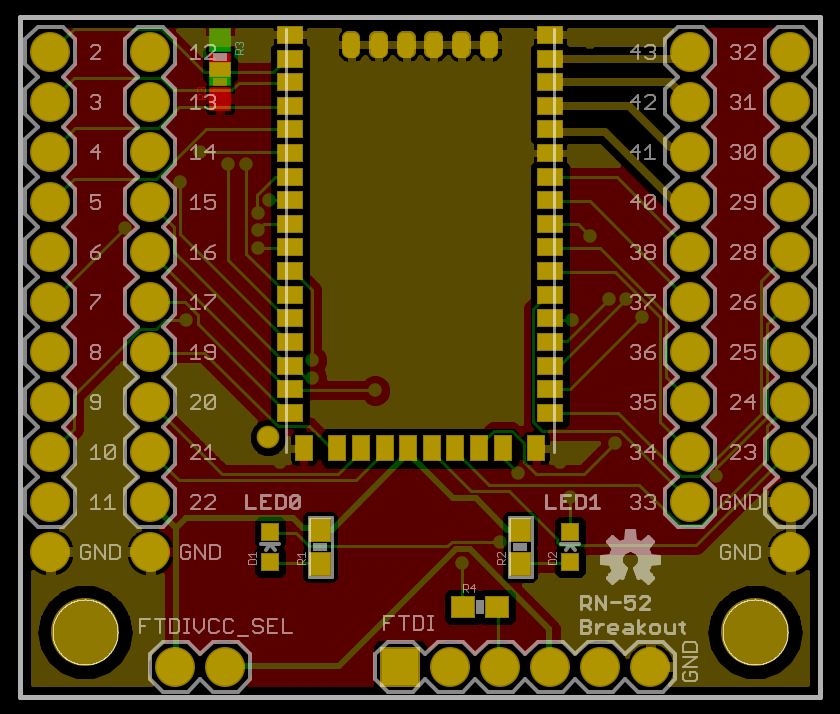 2 12 43 32
R3
3 13 42 31
4 14 41 30
5 15 40 29
6 16 38 28
7 17 37 26
8 19 36 25
9 20 35 24
10 21 34 23
11 22 33 GND
LED0 LED1
GND GND GND
D1 R1 R2 D2
R4
RN-52
Breakout
FTDIVCC_SEL FTDI
GND